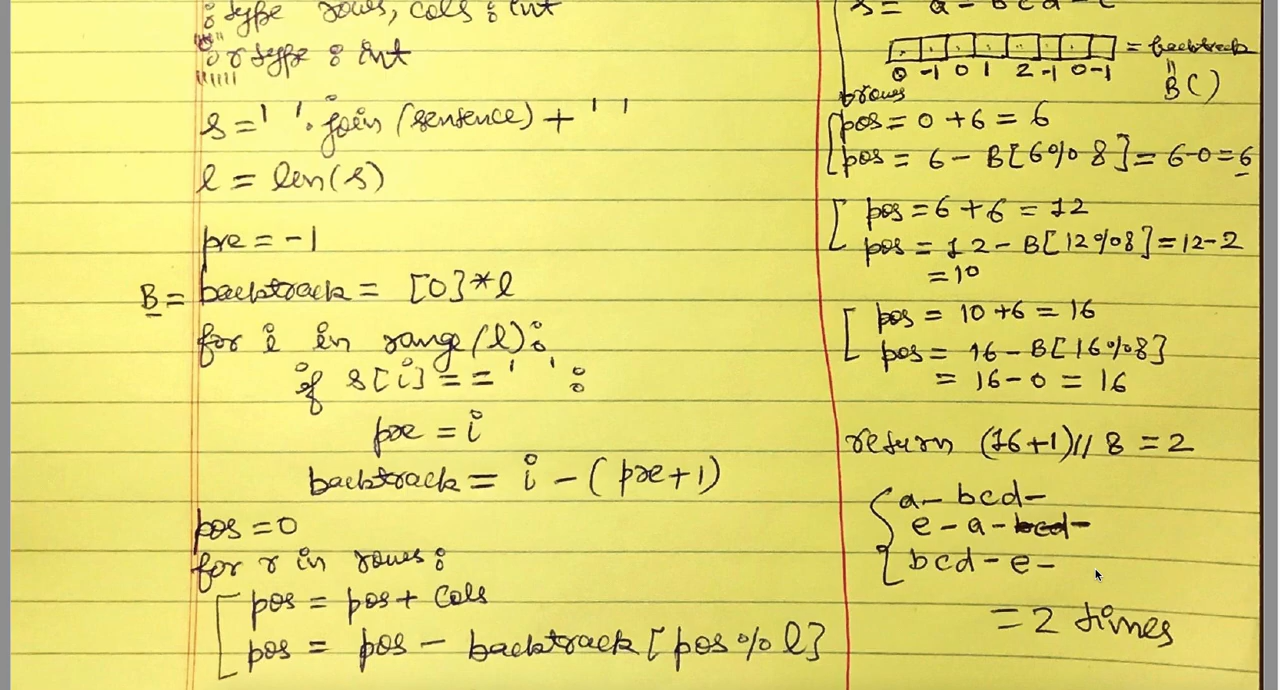 : type rows, cols : int
: r type : int
""""
s = ' '. join (sentence) + ' '
l = len(s)
pre = -1
B = backtrack = [0]*l
for i in range(l):
if s[i] == ' ' :
pre = i
backtrack = i - ( pre+1)
pos = 0
for r in rows :
pos = pos + cols
pos = pos - backtrack [ pos % l]
s = a - bcd - e
= backtrack
0 -1 0 1 2 -1 0 -1
B( )
rows
pos = 0 + 6 = 6
pos = 6 - B[6 % 8] = 6-0 = 6
pos = 6 + 6 = 12
pos = 12 - B[12%8] = 12-2
= 10
pos = 10 + 6 = 16
pos = 16 - B[16%8]
= 16 - 0 = 16
return (16+1)// 8 = 2
a - bcd -
e - a - bcd -
bcd - e -
= 2 times